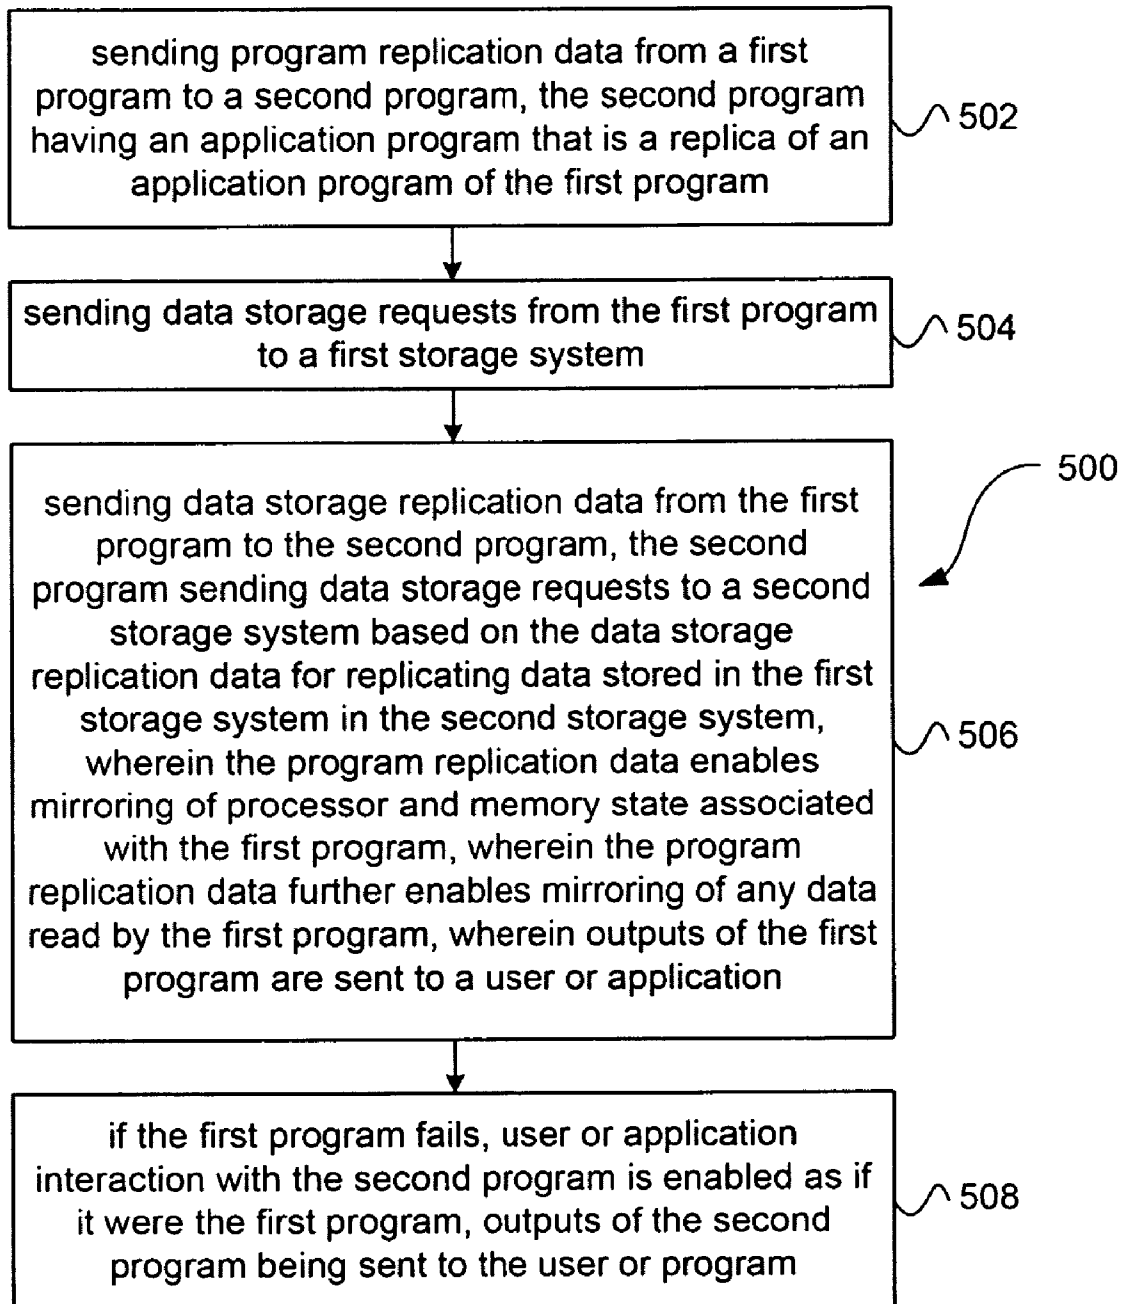 sending program replication data from a first
program to a second program, the second program
having an application program that is a replica of an
application program of the first program
502
sending data storage requests from the first program
to a first storage system
504
500
sending data storage replication data from the first
program to the second program, the second
program sending data storage requests to a second
storage system based on the data storage
replication data for replicating data stored in the first
storage system in the second storage system,
wherein the program replication data enables
mirroring of processor and memory state associated
with the first program, wherein the program
replication data further enables mirroring of any data
read by the first program, wherein outputs of the first
program are sent to a user or application
506
if the first program fails, user or application
interaction with the second program is enabled as if
it were the first program, outputs of the second
program being sent to the user or program
508